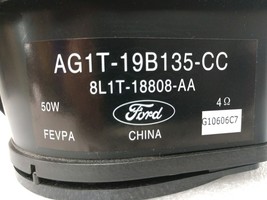 AG1T-19B135-CC
8L1T-18808-AA
50W Ford 4Ω
FEVPA CHINA G10606C7